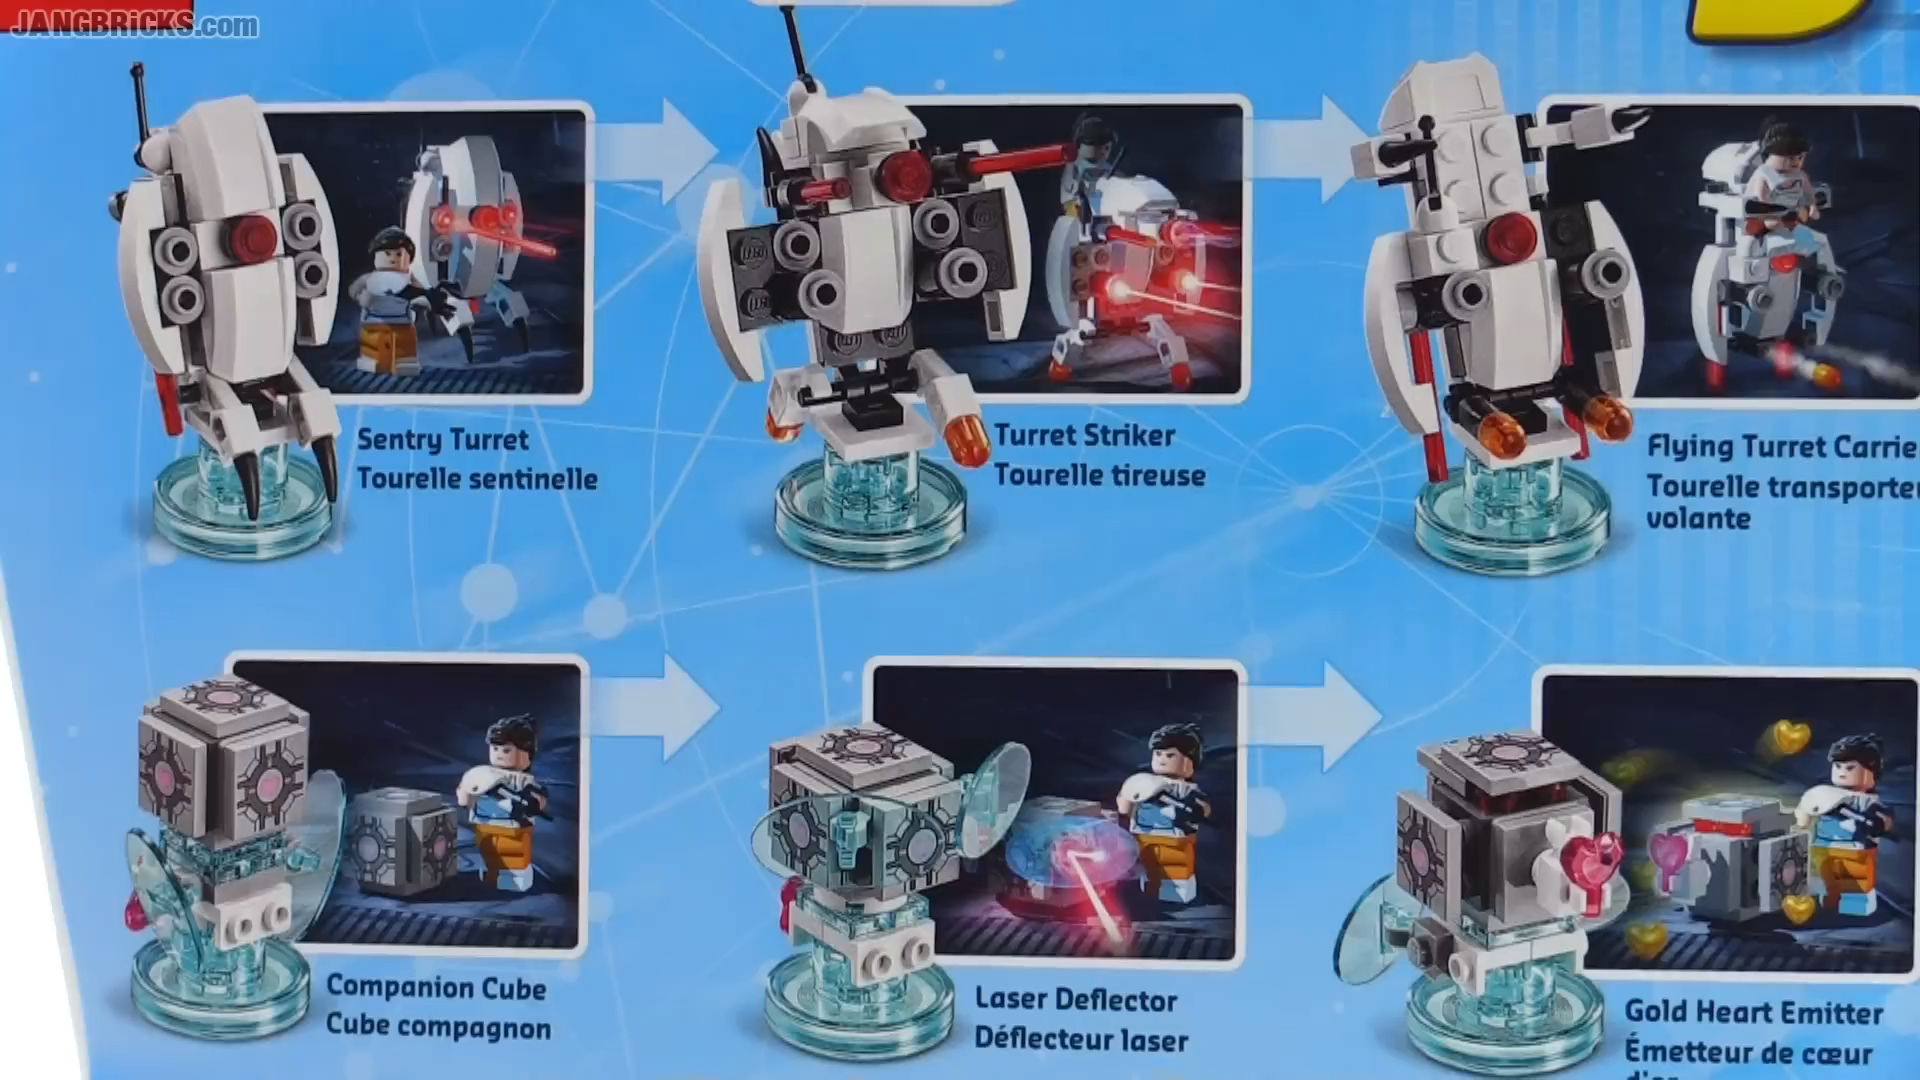 JANGBRiCKS.com
Sentry Turret
Tourelle sentinelle
Turret Striker
Tourelle tireuse
Flying Turret Carrie
Tourelle transporte
volante
Companion Cube
Cube compagnon
Laser Deflector
Déflecteur laser
Gold Heart Emitter
Émetteur de cœur